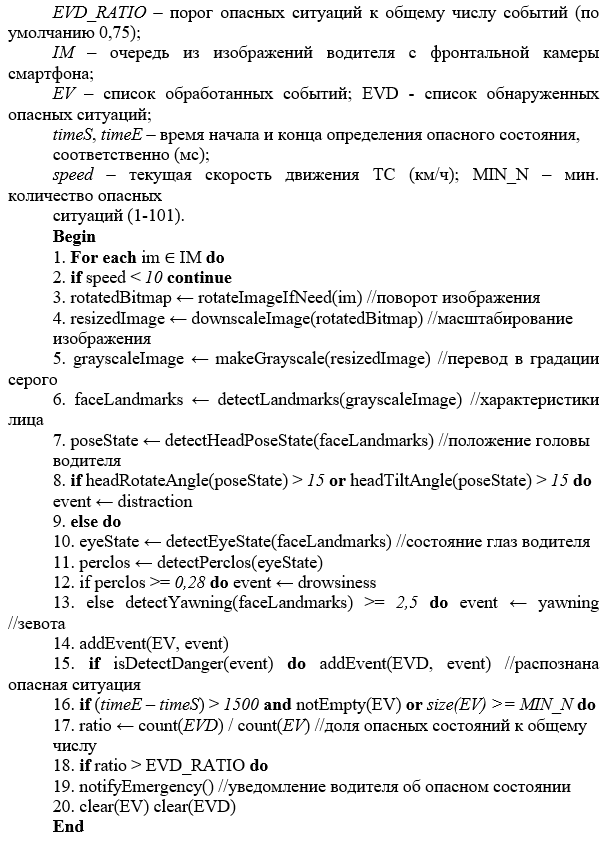 EVD_RATIO – порог опасных ситуаций к общему числу событий (по
умолчанию 0,75);
IM – очередь из изображений водителя с фронтальной камеры
смартфона;
EV – список обработанных событий; EVD - список обнаруженных
опасных ситуаций;
timeS, timeE – время начала и конца определения опасного состояния,
соответственно (мс);
speed – текущая скорость движения ТС (км/ч); MIN_N – мин.
количество опасных
ситуаций (1-101).
Begin
1. For each im ∈ IM do
2. if speed < 10 continue
3. rotatedBitmap ← rotateImageIfNeed(im) //поворот изображения
4. resizedImage ← downscaleImage(rotatedBitmap) //масштабирование
изображения
5. grayscaleImage ← makeGrayscale(resizedImage) //перевод в градации
серого
6. faceLandmarks ← detectLandmarks(grayscaleImage) //характеристики
лица
7. poseState ← detectHeadPoseState(faceLandmarks) //положение головы
водителя
8. if headRotateAngle(poseState) > 15 or headTiltAngle(poseState) > 15 do
event ← distraction
9. else do
10. eyeState ← detectEyeState(faceLandmarks) //состояние глаз водителя
11. perclos ← detectPerclos(eyeState)
12. if perclos >= 0,28 do event ← drowsiness
13. else detectYawning(faceLandmarks) >= 2,5 do event ← yawning
//зевота
14. addEvent(EV, event)
15. if isDetectDanger(event) do addEvent(EVD, event) //распознана
опасная ситуация
16. if (timeE – timeS) > 1500 and notEmpty(EV) or size(EV) >= MIN_N do
17. ratio ← count(EVD) / count(EV) //доля опасных состояний к общему
числу
18. if ratio > EVD_RATIO do
19. notifyEmergency() //уведомление водителя об опасном состоянии
20. clear(EV) clear(EVD)
End